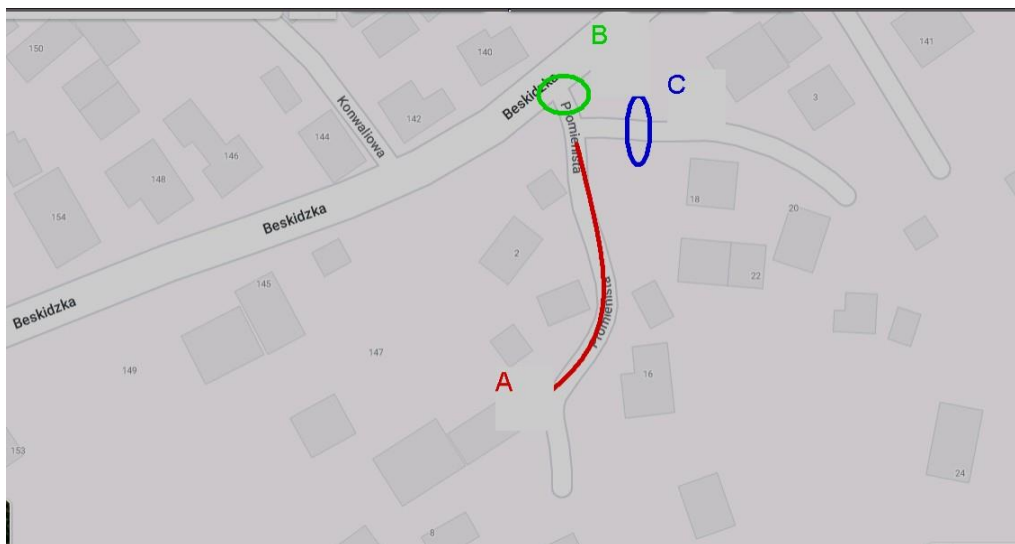 B
150
140
141
C
Beskidzka
3
Konwaliowa
142
Promienista
144
146
148
18
20
154
Beskidzka
2
22
145
Promienista
Beskidzka
147
149
A
16
153
24
8